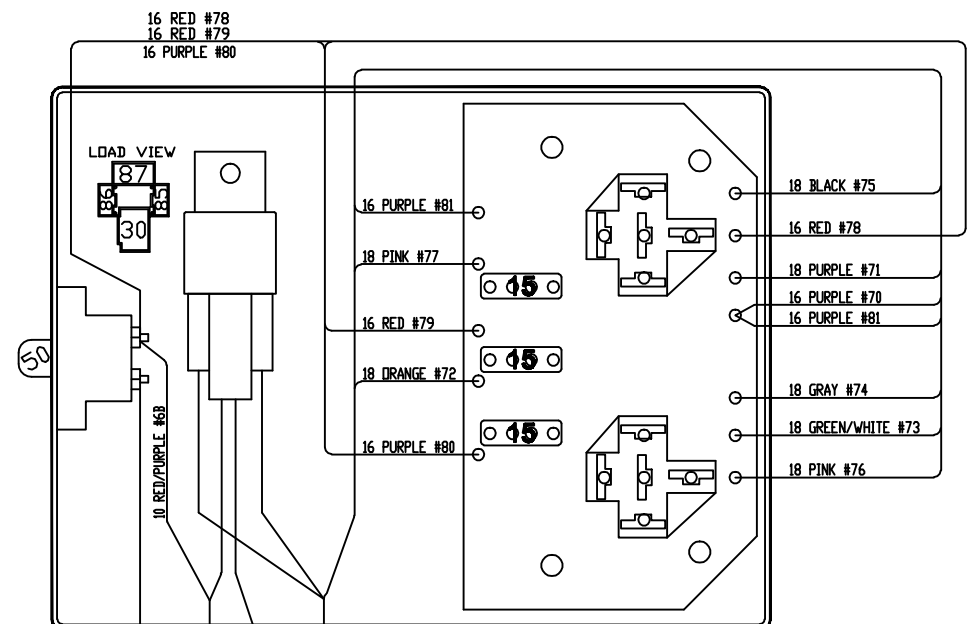 16 RED #78
16 RED #79
16 PURPLE #80
LOAD VIEW
87
86
85
30
50
10 RED/PURPLE #6B
16 PURPLE #81
18 PINK #77
15
16 RED #79
15
18 ORANGE #72
15
16 PURPLE #80
18 BLACK #75
16 RED #78
18 PURPLE #71
16 PURPLE #70
16 PURPLE #81
18 GRAY #74
18 GREEN/WHITE #73
18 PINK #76